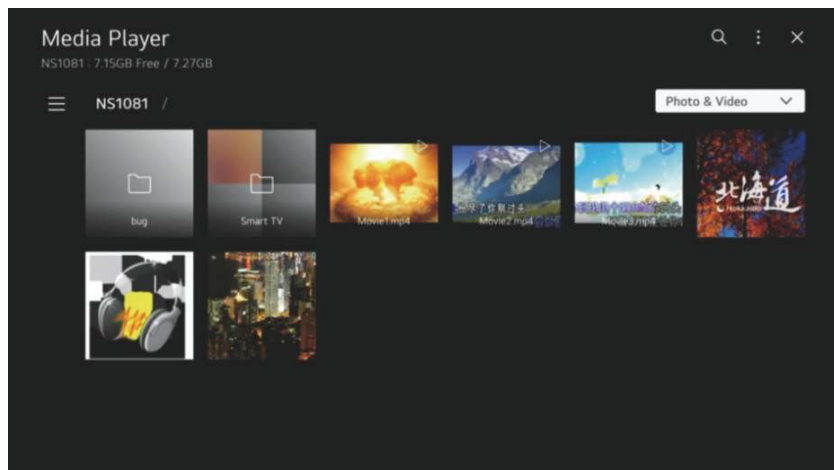 Media Player
NS1081 : 7.15GB Free / 7.27GB
NS1081 /
Photo & Video
bug
Smart TV
Movie1.mp4
Movie2.mp4
Movie3.mp4
北海道
Hokkaido